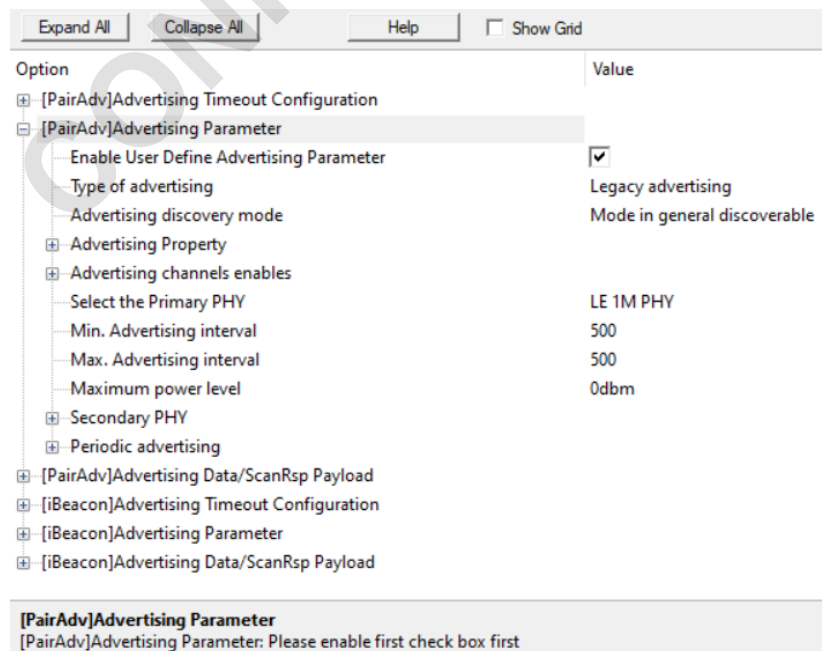 Expand All Collapse All Help Show Grid
Option Value
[PairAdv]Advertising Timeout Configuration
[PairAdv]Advertising Parameter
Enable User Define Advertising Parameter
Type of advertising Legacy advertising
Advertising discovery mode Mode in general discoverable
Advertising Property
Advertising channels enables
Select the Primary PHY LE 1M PHY
Min. Advertising interval 500
Max. Advertising interval 500
Maximum power level 0dbm
Secondary PHY
Periodic advertising
[PairAdv]Advertising Data/ScanRsp Payload
[iBeacon]Advertising Timeout Configuration
[iBeacon]Advertising Parameter
[iBeacon]Advertising Data/ScanRsp Payload
[PairAdv]Advertising Parameter
[PairAdv]Advertising Parameter: Please enable first check box first